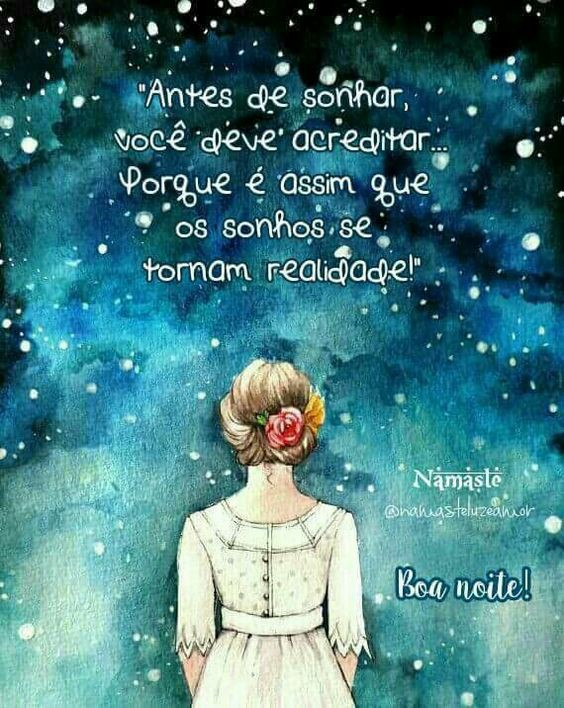 "Antes de sonhar,
você deve acreditar...
Porque é assim que
os sonhos se
tornam realidade!"
Namastê
@namasteluzeamor
Boa noite!